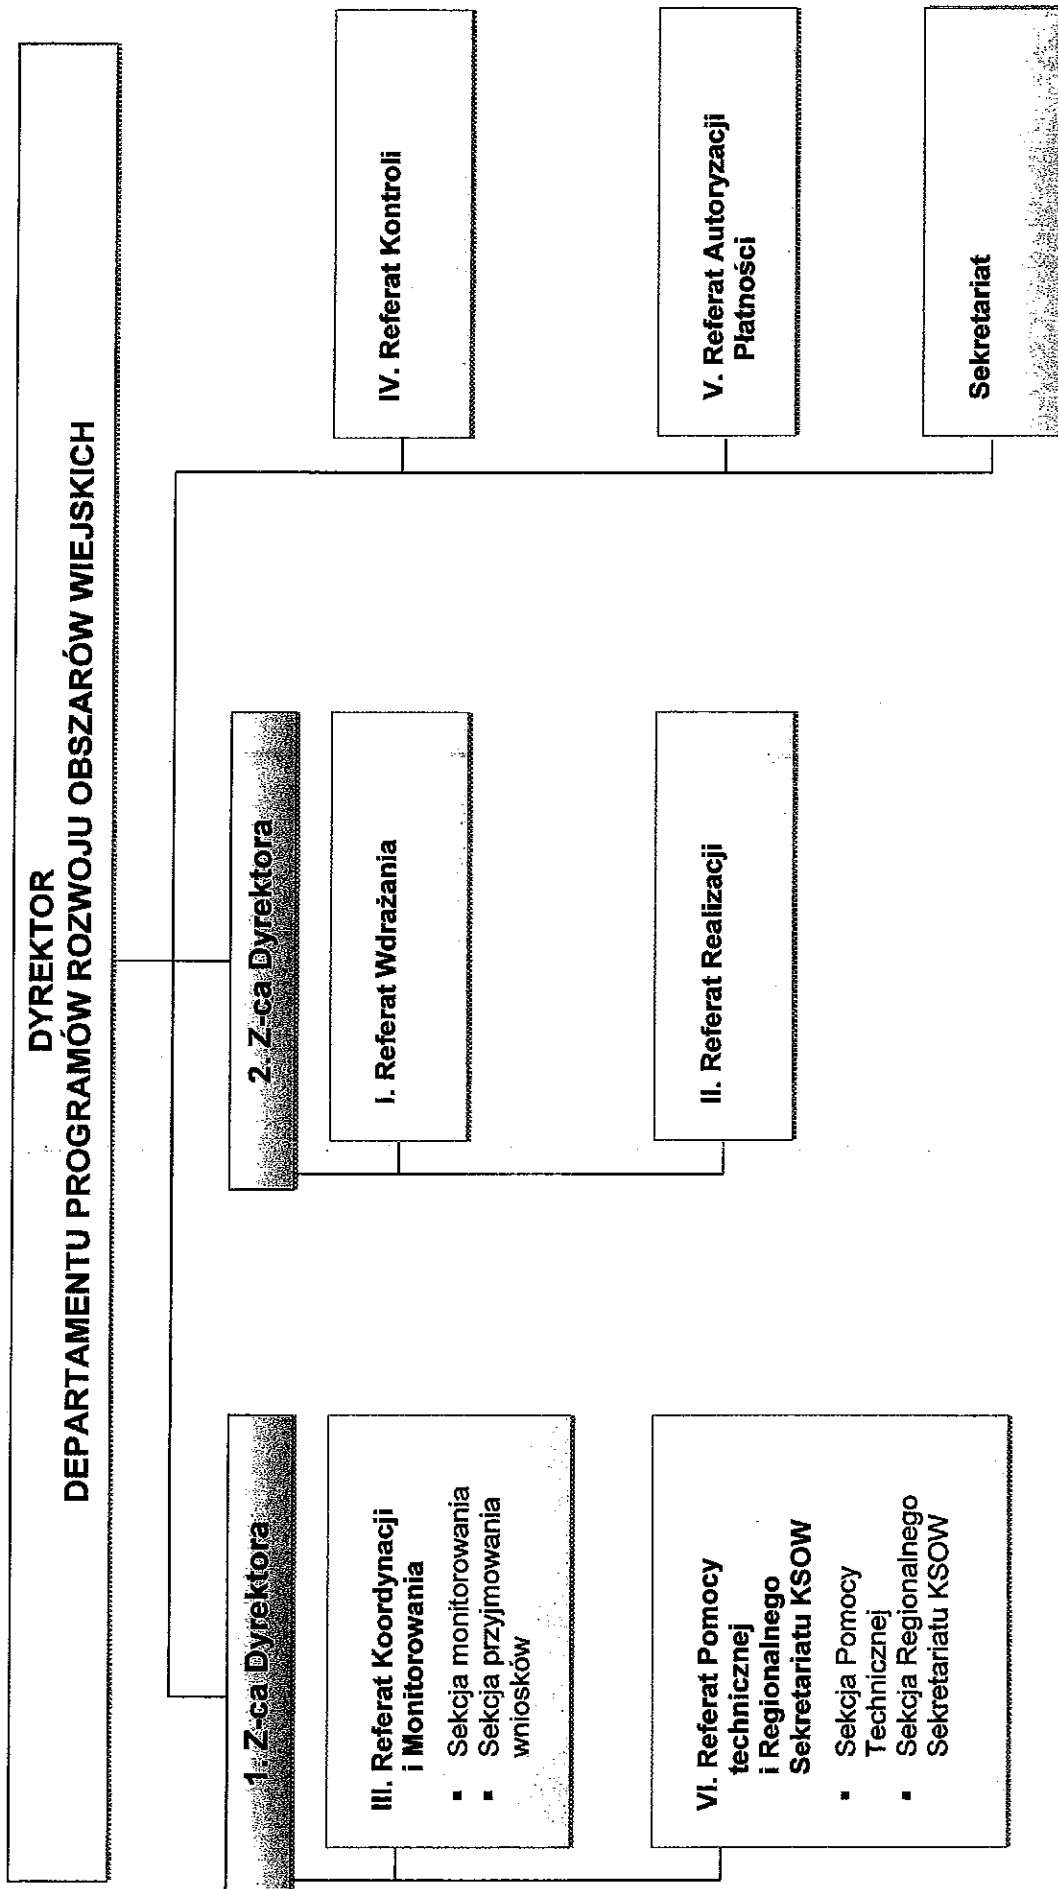 DYREKTOR
DEPARTAMENTU PROGRAMÓW ROZWOJU OBSZARÓW WIEJSKICH
1. Z-ca Dyrektora
III. Referat Koordynacji
i Monitorowania
▪ Sekcja monitorowania
▪ Sekcja przyjmowania
wniosków
VI. Referat Pomocy
technicznej
i Regionalnego
Sekretariatu KSOW
▪ Sekcja Pomocy
Technicznej
▪ Sekcja Regionalnego
Sekretariatu KSOW
2. Z-ca Dyrektora
I. Referat Wdrażania
II. Referat Realizacji
IV. Referat Kontroli
V. Referat Autoryzacji
Płatności
Sekretariat